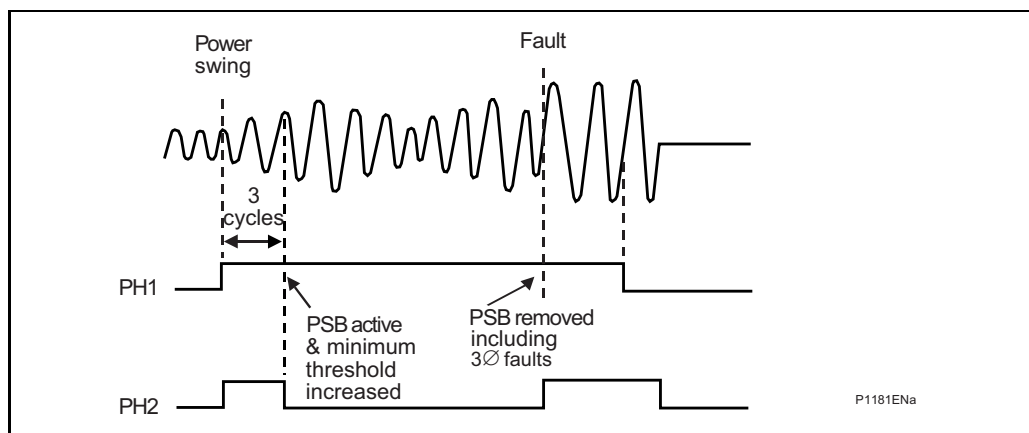 Power
swing
Fault
3
cycles
PH1
PSB active
& minimum
threshold
increased
PSB removed
including
3∅ faults
PH2
P1181ENa